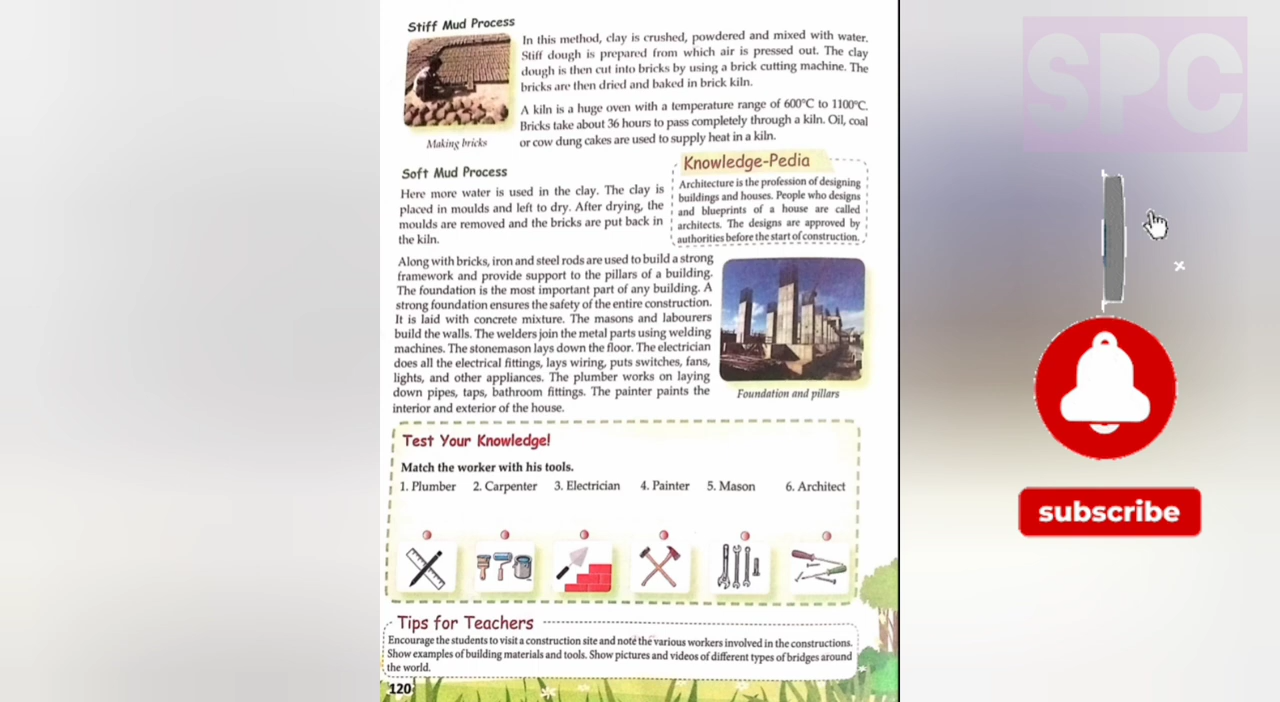 Stiff Mud Process
In this method, clay is crushed, powdered and mixed with water.
Stiff dough is prepared from which air is pressed out. The clay
dough is then cut into bricks by using a brick cutting machine. The
bricks are then dried and baked in brick kiln.
A kiln is a huge oven with a temperature range of 600°C to 1100°C.
Bricks take about 36 hours to pass completely through a kiln. Oil, coal
or cow dung cakes are used to supply heat in a kiln.
Making bricks
Soft Mud Process
Here more water is used in the clay. The clay is
placed in moulds and left to dry. After drying, the
moulds are removed and the bricks are put back in
the kiln.
Knowledge-Pedia
Architecture is the profession of designing
buildings and houses. People who designs
and blueprints of a house are called
architects. The designs are approved by
authorities before the start of construction.
Along with bricks, iron and steel rods are used to build a strong
framework and provide support to the pillars of a building.
The foundation is the most important part of any building. A
strong foundation ensures the safety of the entire construction.
It is laid with concrete mixture. The masons and labourers
build the walls. The welders join the metal parts using welding
machines. The stonemason lays down the floor. The electrician
does all the electrical fittings, lays wiring, puts switches, fans,
lights, and other appliances. The plumber works on laying
down pipes, taps, bathroom fittings. The painter paints the
interior and exterior of the house.
Foundation and pillars
Test Your Knowledge!
Match the worker with his tools.
1. Plumber 2. Carpenter 3. Electrician 4. Painter 5. Mason 6. Architect
Tips for Teachers
Encourage the students to visit a construction site and note the various workers involved in the constructions.
Show examples of building materials and tools. Show pictures and videos of different types of bridges around
the world.
120
SPC
subscribe